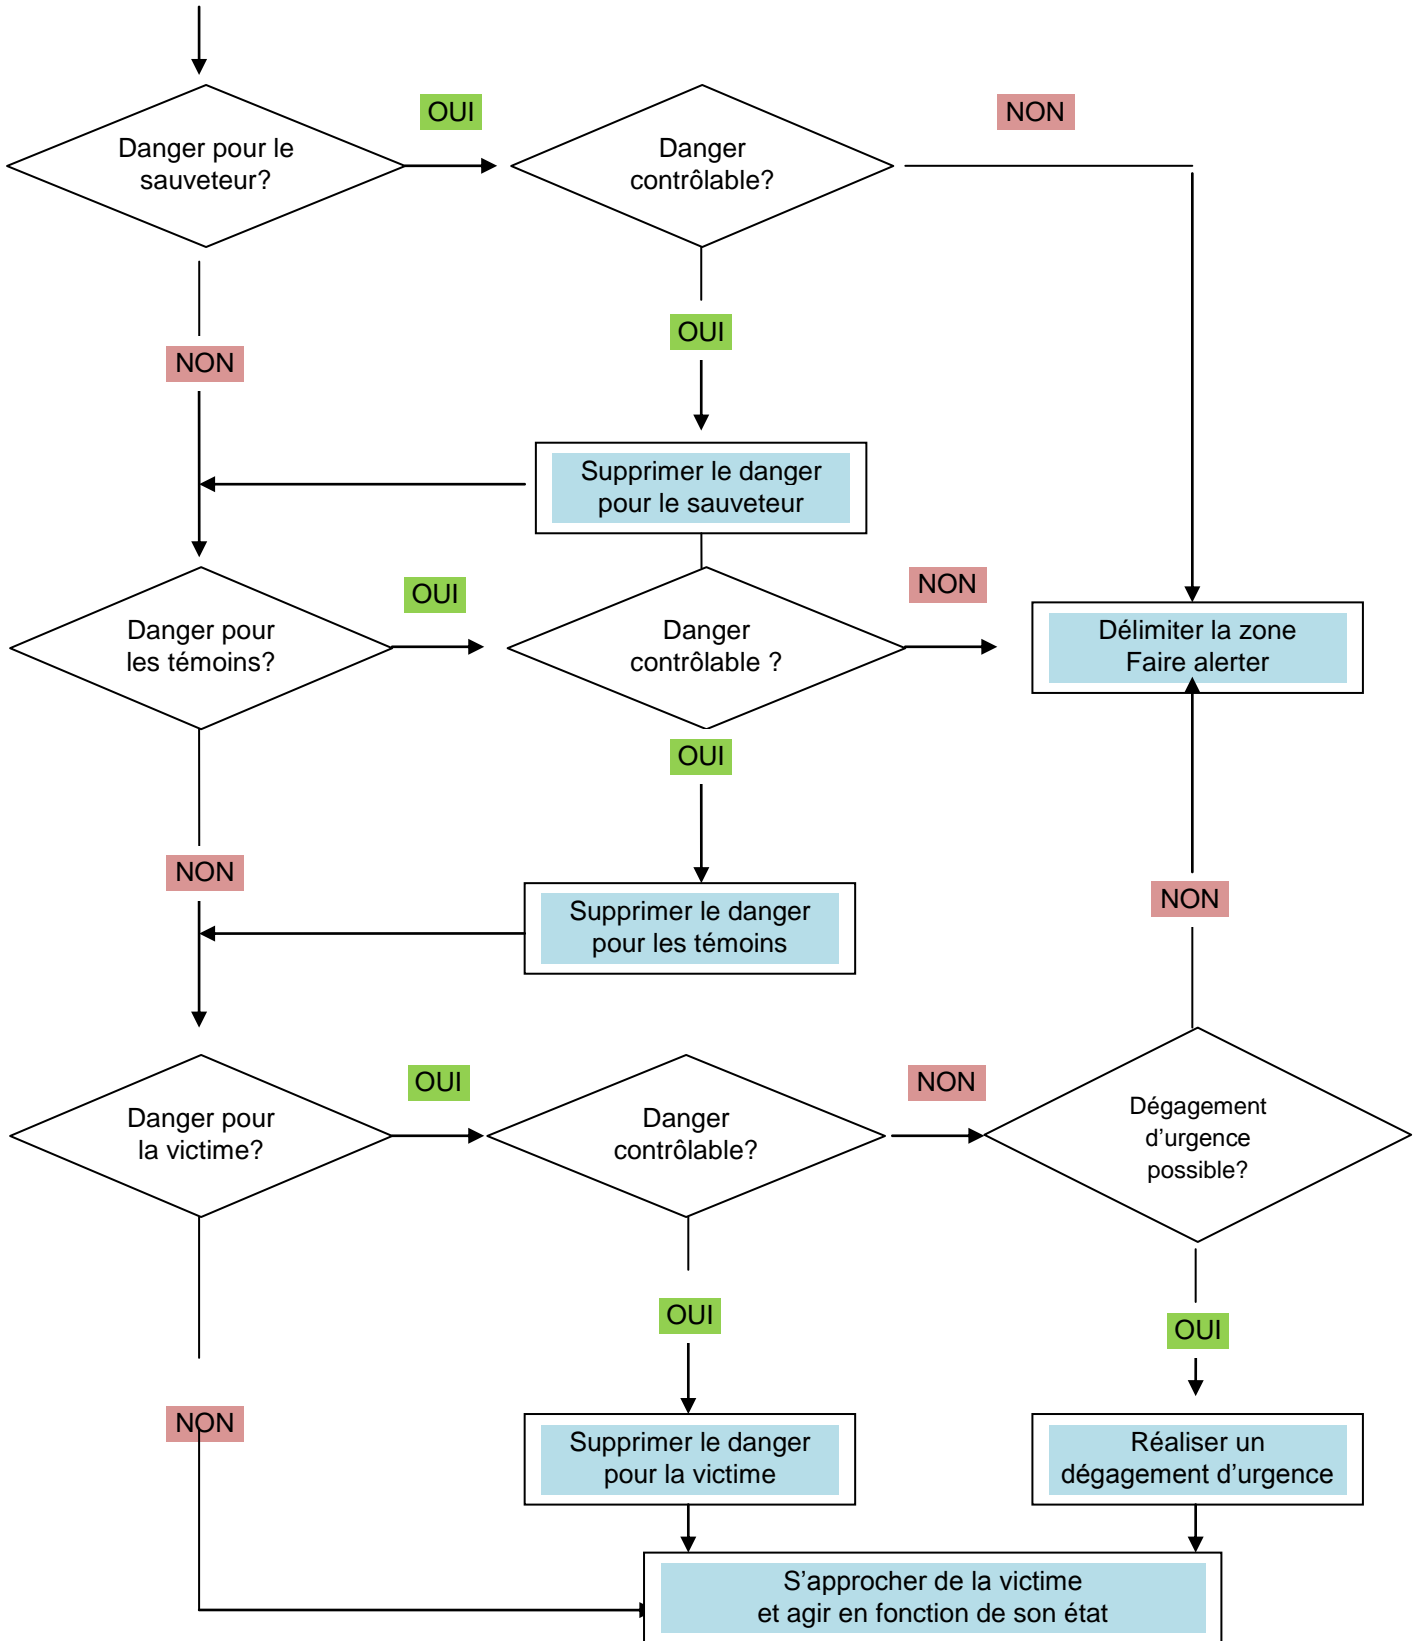 OUI
NON
Danger pour le
sauveteur?
Danger
contrôlable?
OUI
NON
Supprimer le danger
pour le sauveteur
OUI
NON
Danger pour
les témoins?
Danger
contrôlable ?
Délimiter la zone
Faire alerter
OUI
NON
NON
Supprimer le danger
pour les témoins
OUI
NON
Danger pour
la victime?
Danger
contrôlable?
Dégagement
d’urgence
possible?
OUI
OUI
NON
Supprimer le danger
pour la victime
Réaliser un
dégagement d’urgence
S’approcher de la victime
et agir en fonction de son état